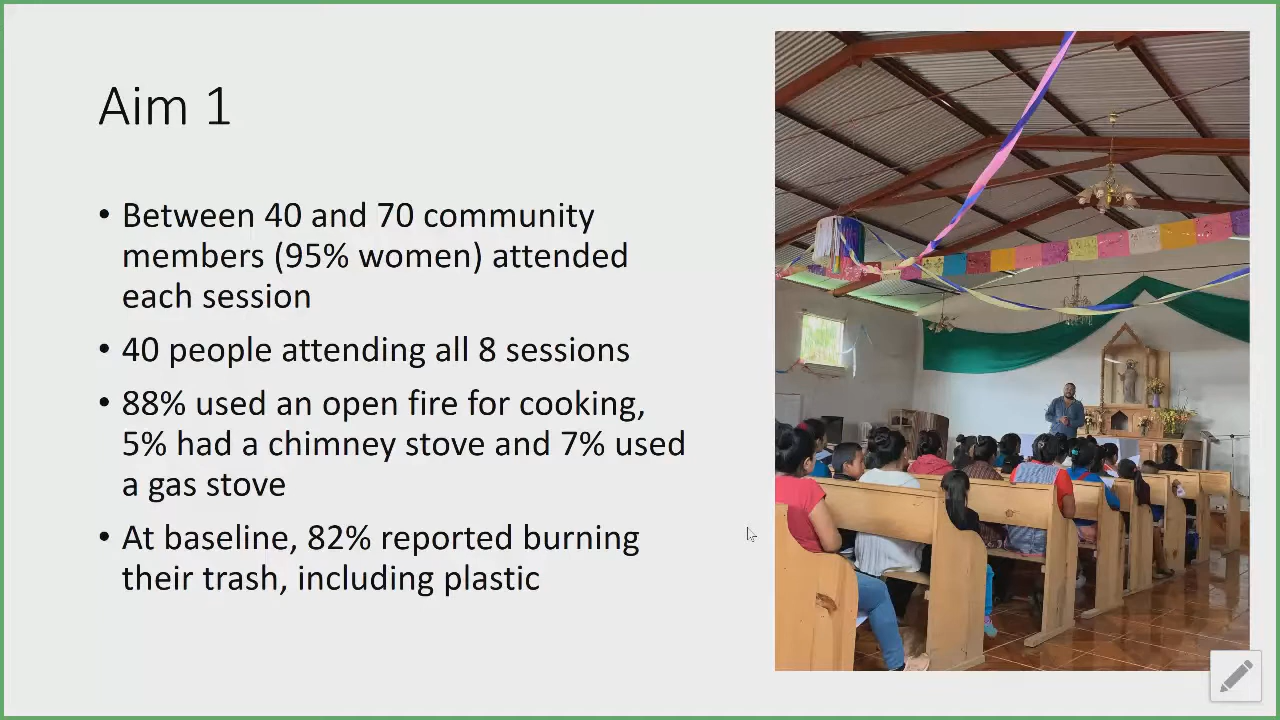 Aim 1
• Between 40 and 70 community
members (95% women) attended
each session
• 40 people attending all 8 sessions
• 88% used an open fire for cooking,
5% had a chimney stove and 7% used
a gas stove
• At baseline, 82% reported burning
their trash, including plastic